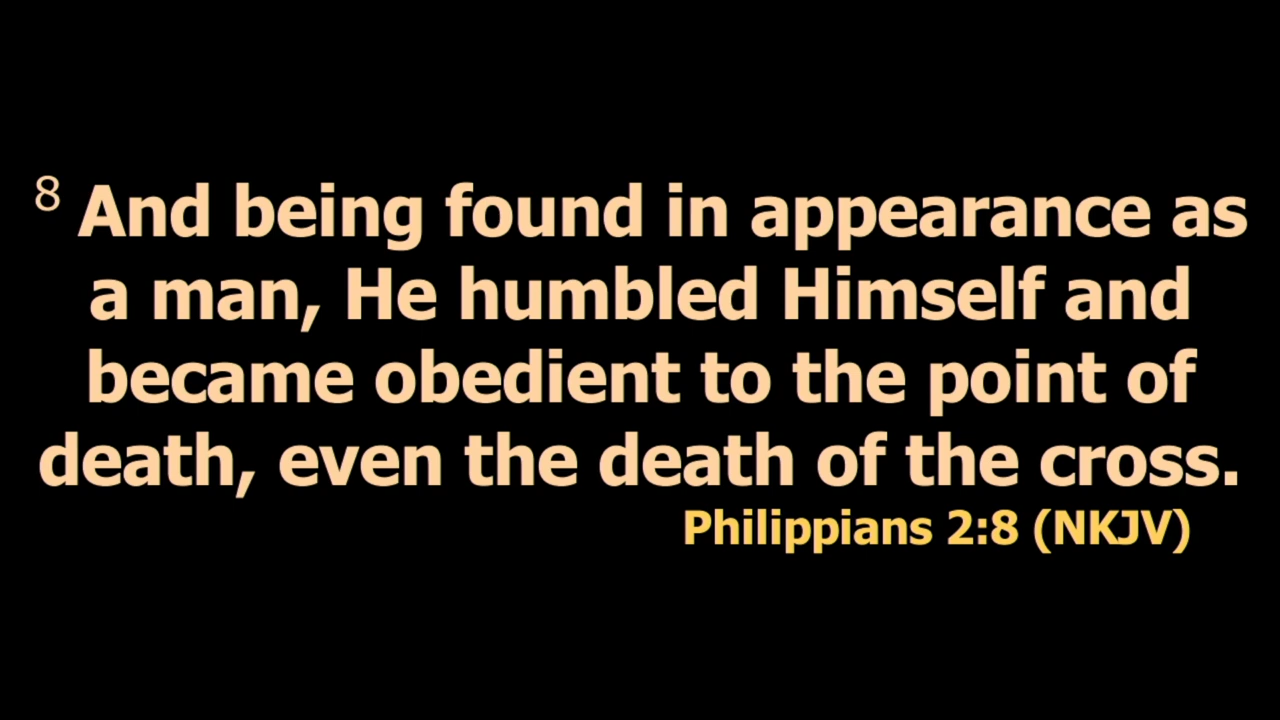 8 And being found in appearance as
a man, He humbled Himself and
became obedient to the point of
death, even the death of the cross.
Philippians 2:8 (NKJV)